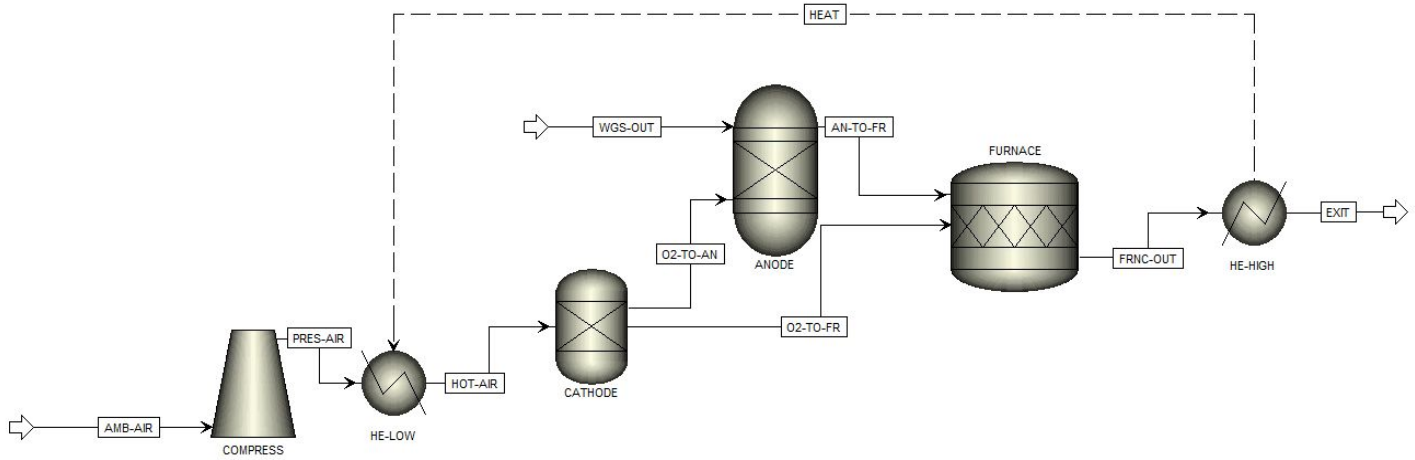 HEAT
WGS-OUT
AN-TO-FR
FURNACE
EXIT
O2-TO-AN
ANODE
FRNC-OUT
HE-HIGH
PRES-AIR
O2-TO-FR
HOT-AIR
CATHODE
AMB-AIR
COMPRESS
HE-LOW